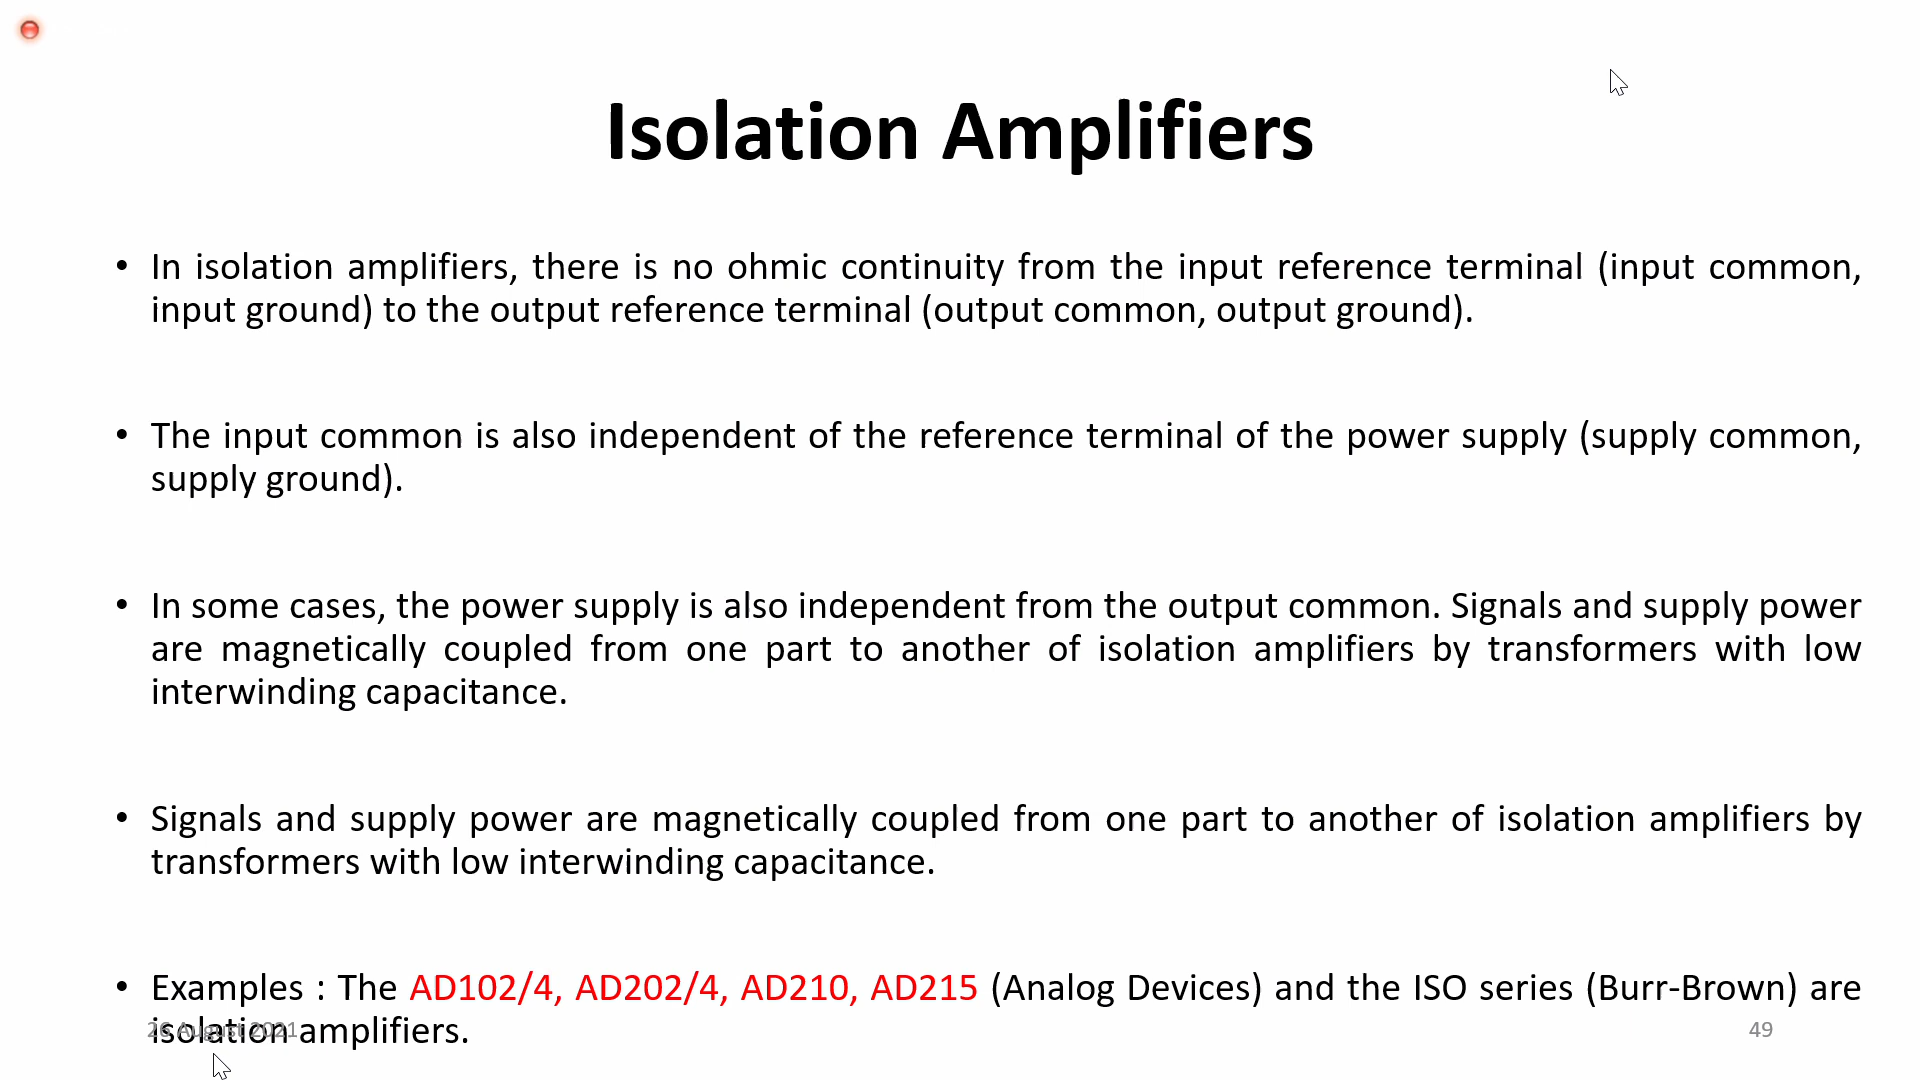 Isolation Amplifiers
• In isolation amplifiers, there is no ohmic continuity from the input reference terminal (input common,
input ground) to the output reference terminal (output common, output ground).
• The input common is also independent of the reference terminal of the power supply (supply common,
supply ground).
• In some cases, the power supply is also independent from the output common. Signals and supply power
are magnetically coupled from one part to another of isolation amplifiers by transformers with low
interwinding capacitance.
• Signals and supply power are magnetically coupled from one part to another of isolation amplifiers by
transformers with low interwinding capacitance.
• Examples : The AD102/4, AD202/4, AD210, AD215 (Analog Devices) and the ISO series (Burr-Brown) are
isolation amplifiers.
26 August 2021
49